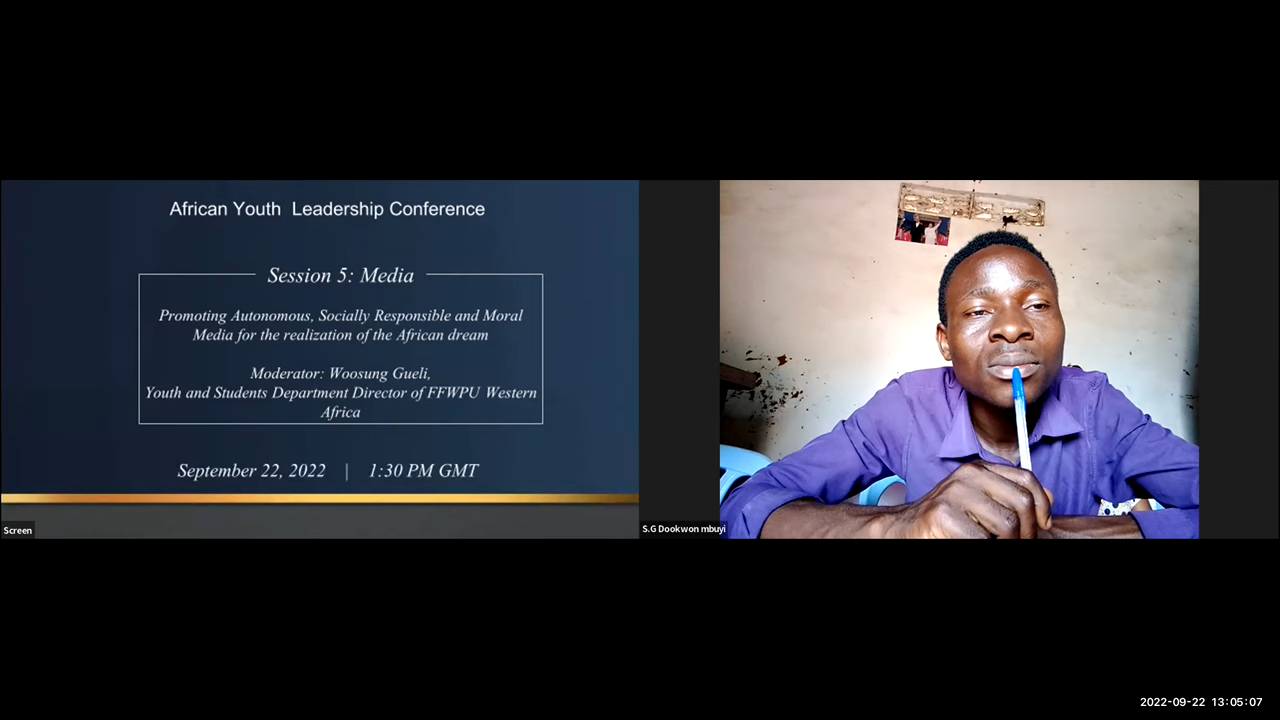 African Youth  Leadership Conference
Session 5: Media
Promoting Autonomous, Socially Responsible and Moral
Media for the realization of the African dream
Moderator: Woosung Gueli,
Youth and Students Department Director of FFWPU Western
Africa
September 22, 2022 | 1:30 PM GMT
Screen
S.G Dookwon mbuyi
2022-09-22 13:05:07